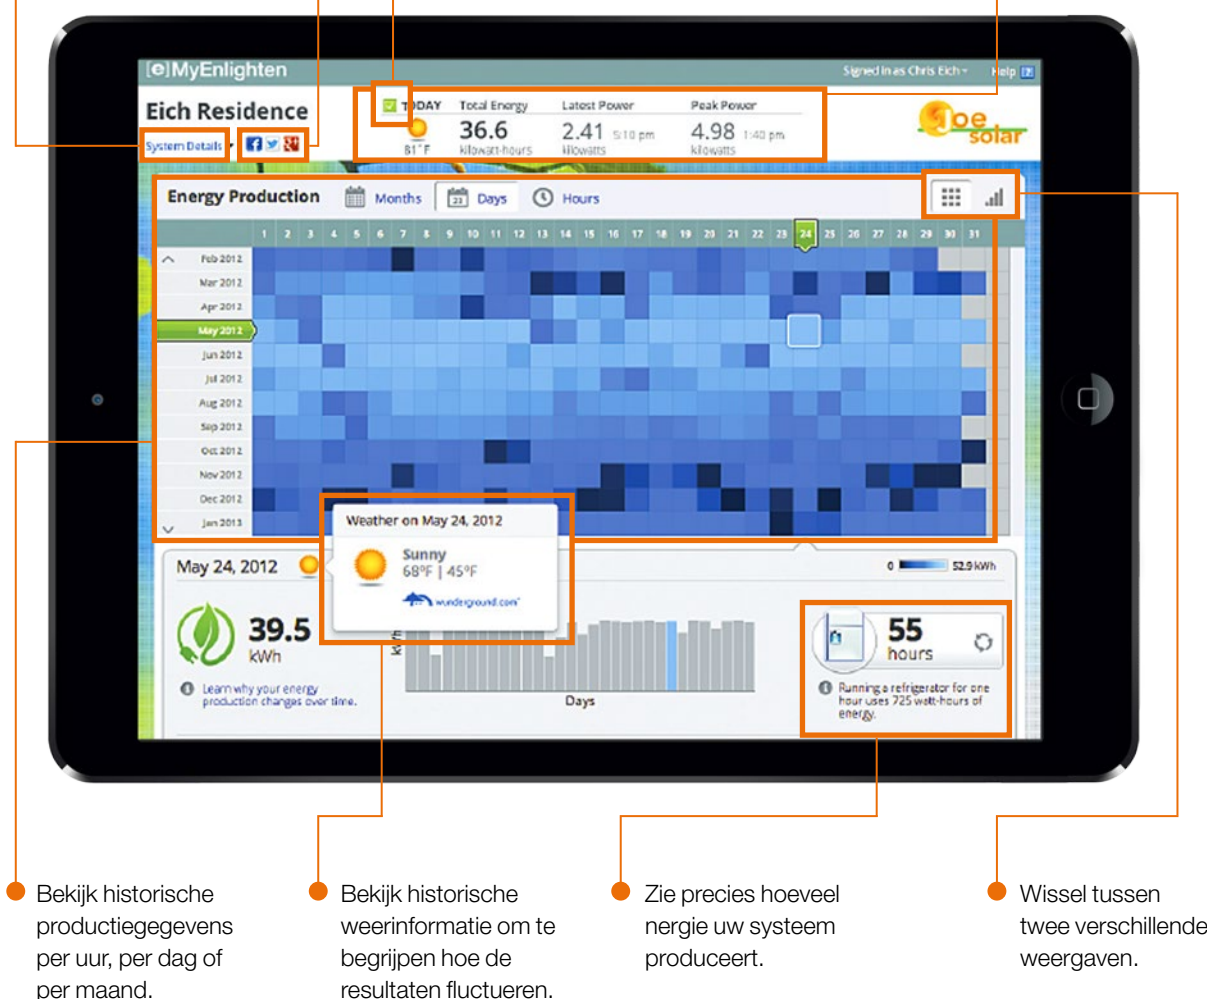 [e]MyEnlighten
Signed in as Chris Eich
Help ?
Eich Residence
System Details
TODAY
81°F
Total Energy
36.6
kilowatt-hours
Latest Power
2.41 5:10 pm
kilowatts
Peak Power
4.98 1:40 pm
kilowatts
Joe
solar
Energy Production
Months
23 Days
Hours
1 2 3 4 5 6 7 8 9 10 11 12 13 14 15 16 17 18 19 20 21 22 23 24 25 26 27 28 29 30 31
Feb 2012
Mar 2012
Apr 2012
May 2012
Jun 2012
Jul 2012
Aug 2012
Sep 2012
Oct 2012
Nov 2012
Dec 2012
Jan 2013
Weather on May 24, 2012
Sunny
68°F | 45°F
wunderground.com
May 24, 2012
0 52.9 kWh
39.5
kWh
Learn why your energy
production changes over time.
kWh
Days
55
hours
Running a refrigerator for one
hour uses 725 watt-hours of
energy.
Bekijk historische
productiegegevens
per uur, per dag of
per maand.
Bekijk historische
weerinformatie om te
begrijpen hoe de
resultaten fluctueren.
Zie precies hoeveel
nergie uw systeem
produceert.
Wissel tussen
twee verschillende
weergaven.